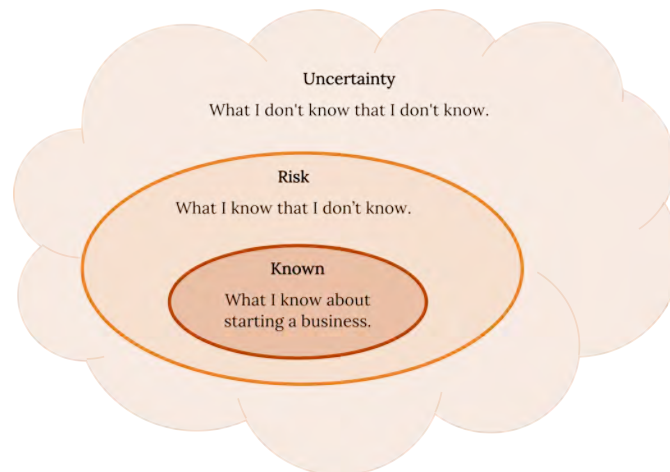 Uncertainty
What I don't know that I don't know.
Risk
What I know that I don’t know.
Known
What I know about
starting a business.